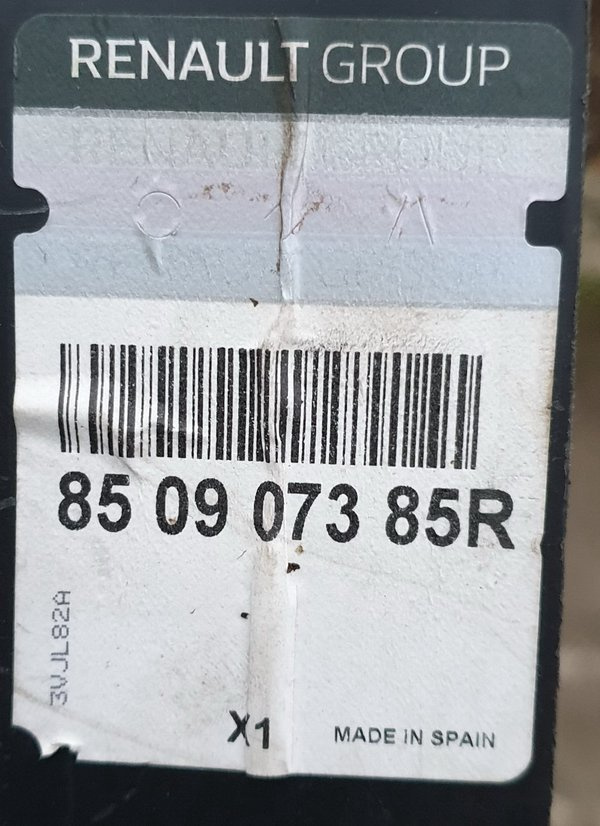 RENAULT GROUP
85 09 073 85R
3VJL82A
X1
MADE IN SPAIN